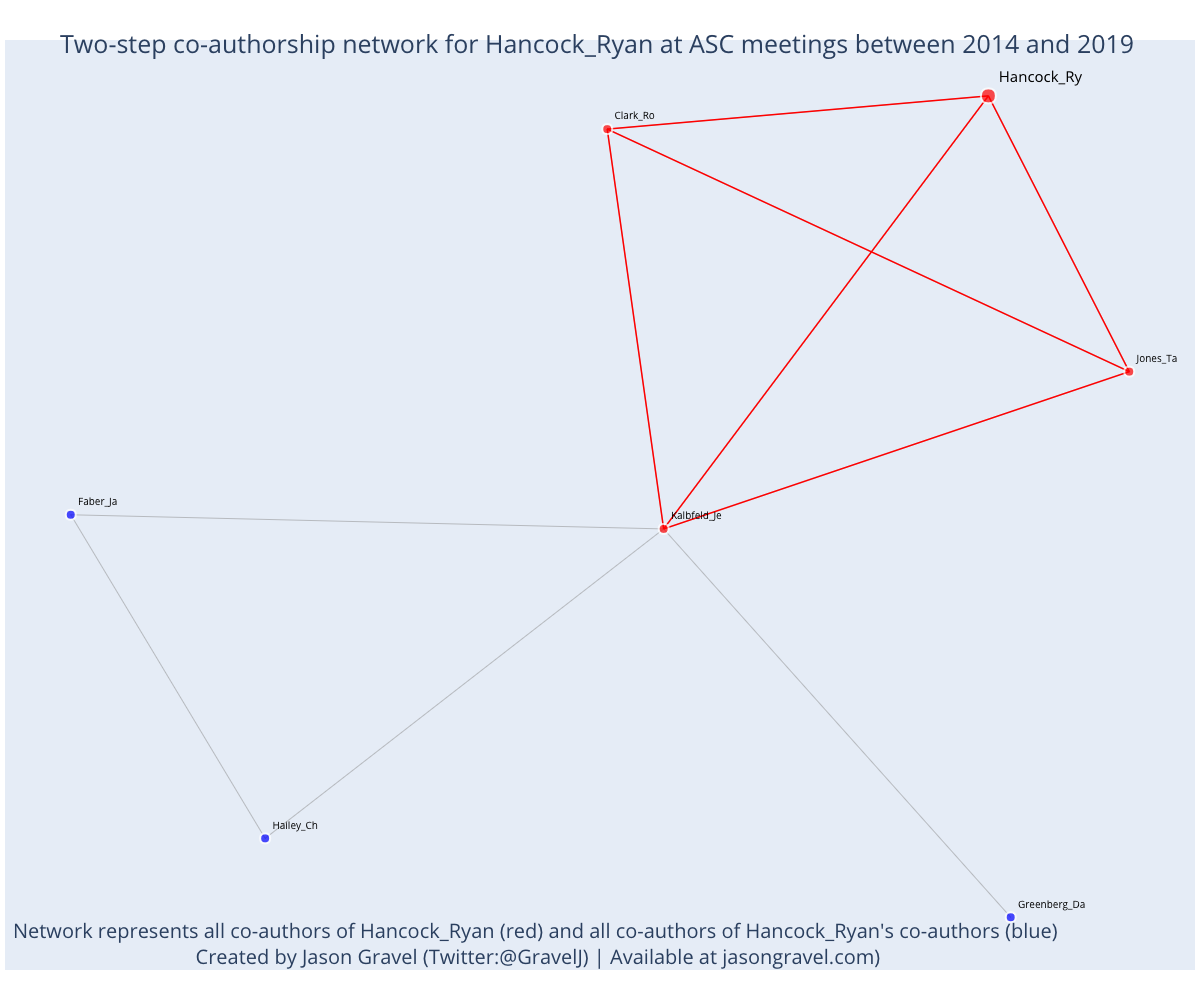 Two-step co-authorship network for Hancock_Ryan at ASC meetings between 2014 and 2019
Hancock_Ry
Clark_Ro
Jones_Ta
Faber_Ja
Kalbfeld_Je
Hailey_Ch
Greenberg_Da
Network represents all co-authors of Hancock_Ryan (red) and all co-authors of Hancock_Ryan's co-authors (blue)
Created by Jason Gravel (Twitter:@GravelJ) | Available at jasongravel.com)